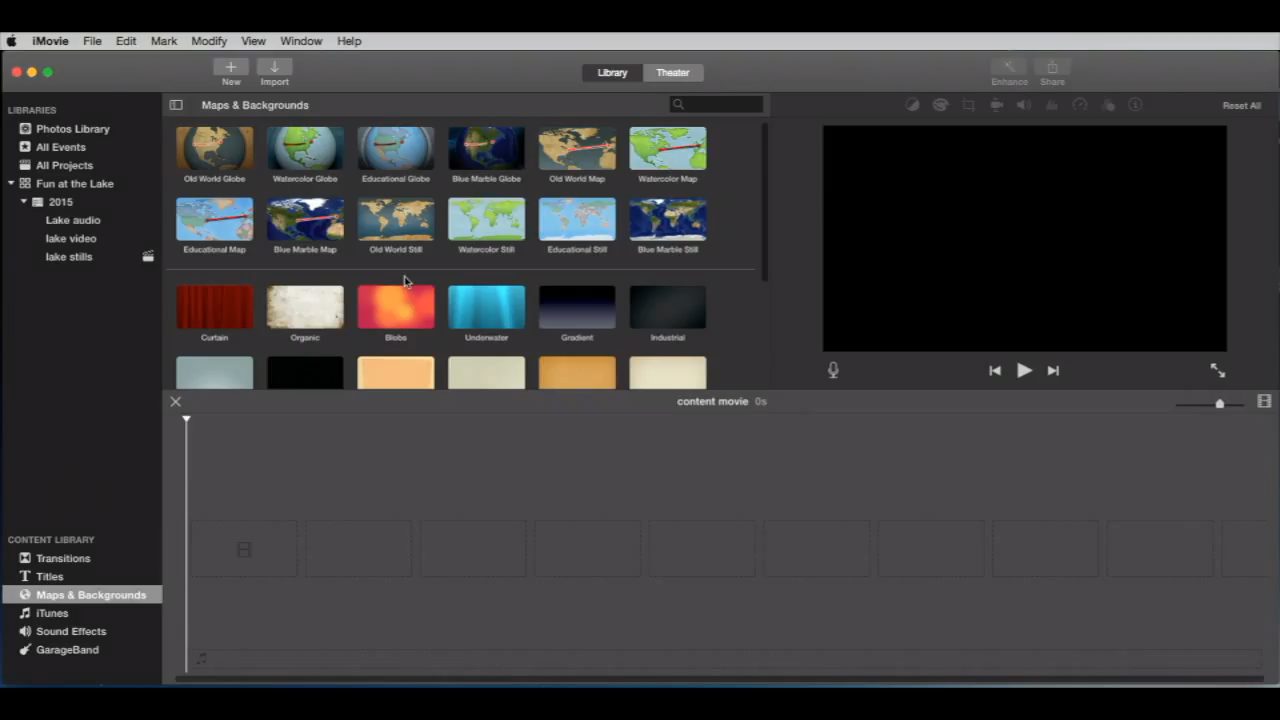 iMovie File Edit Mark Modify View Window Help
New Import Library Theater Enhance Share
LIBRARIES
Photos Library
All Events
All Projects
Fun at the Lake
2015
Lake audio
lake video
lake stills
Maps & Backgrounds
Reset All
Old World Globe Watercolor Globe Educational Globe Blue Marble Globe Old World Map Watercolor Map
Educational Map Blue Marble Map Old World Still Watercolor Still Educational Still Blue Marble Still
Curtain Organic Blobs Underwater Gradient Industrial
content movie 0s
CONTENT LIBRARY
Transitions
Titles
Maps & Backgrounds
iTunes
Sound Effects
GarageBand